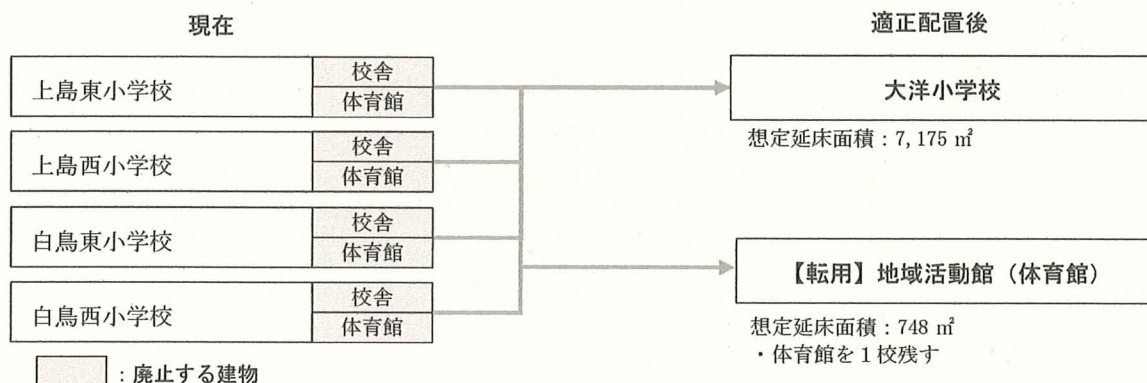 現在
適正配置後
上島東小学校
校舎
体育館
上島西小学校
校舎
体育館
白鳥東小学校
校舎
体育館
白鳥西小学校
校舎
体育館
：廃止する建物
大洋小学校
想定延床面積：7,175 ㎡
【転用】地域活動館（体育館）
想定延床面積：748 ㎡
・体育館を１校残す